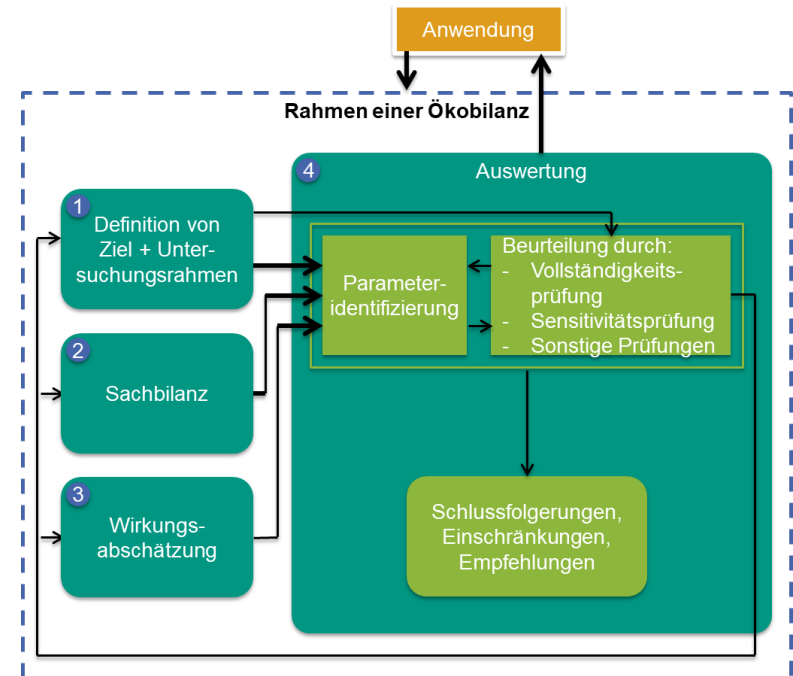 Anwendung
Rahmen einer Ökobilanz
4
Auswertung
1
Definition von
Ziel + Unter-
suchungsrahmen
Parameter-
identifizierung
Beurteilung durch:
- Vollständigkeits-
prüfung
- Sensitivitätsprüfung
- Sonstige Prüfungen
2
Sachbilanz
3
Wirkungs-
abschätzung
Schlussfolgerungen,
Einschränkungen,
Empfehlungen